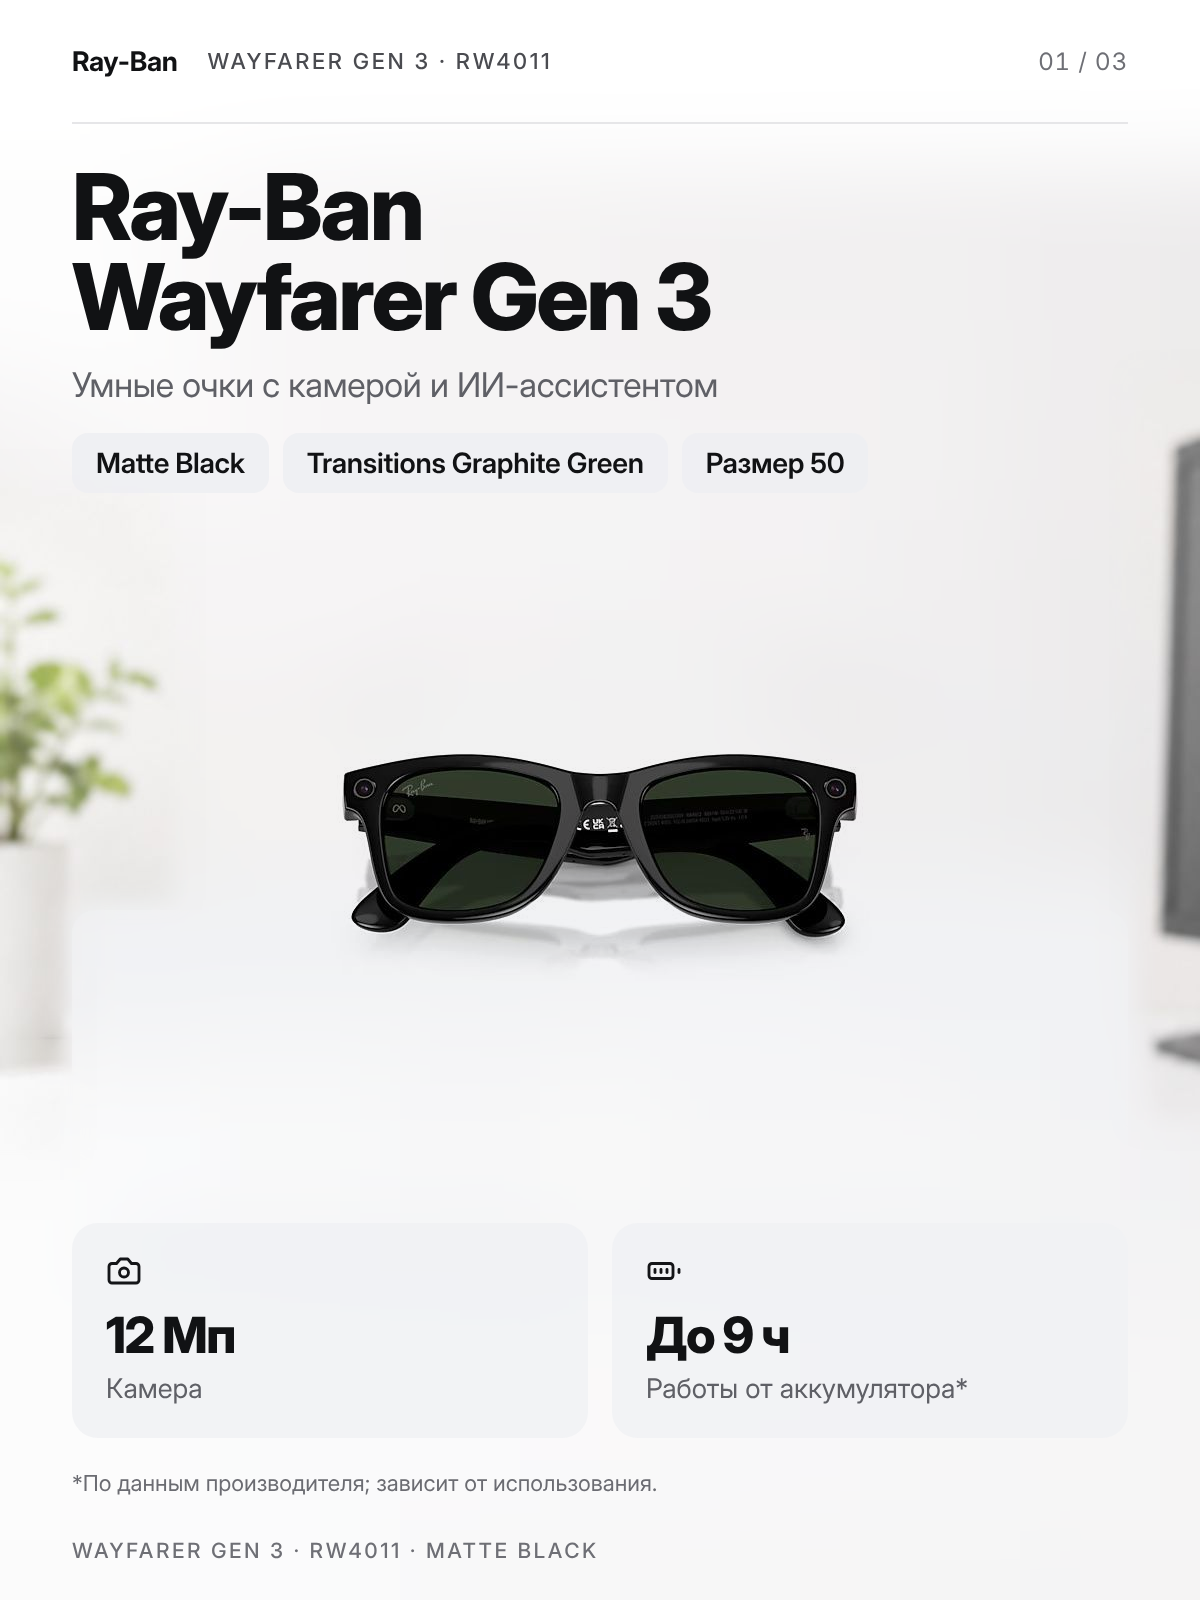 Ray-Ban WAYFARER GEN 3 · RW4011 01 / 03
Ray-Ban
Wayfarer Gen 3
Умные очки с камерой и ИИ-ассистентом
Matte Black Transitions Graphite Green Размер 50
Ray-Ban
12 Мп
Камера
До 9 ч
Работы от аккумулятора*
*По данным производителя; зависит от использования.
WAYFARER GEN 3 · RW4011 · MATTE BLACK